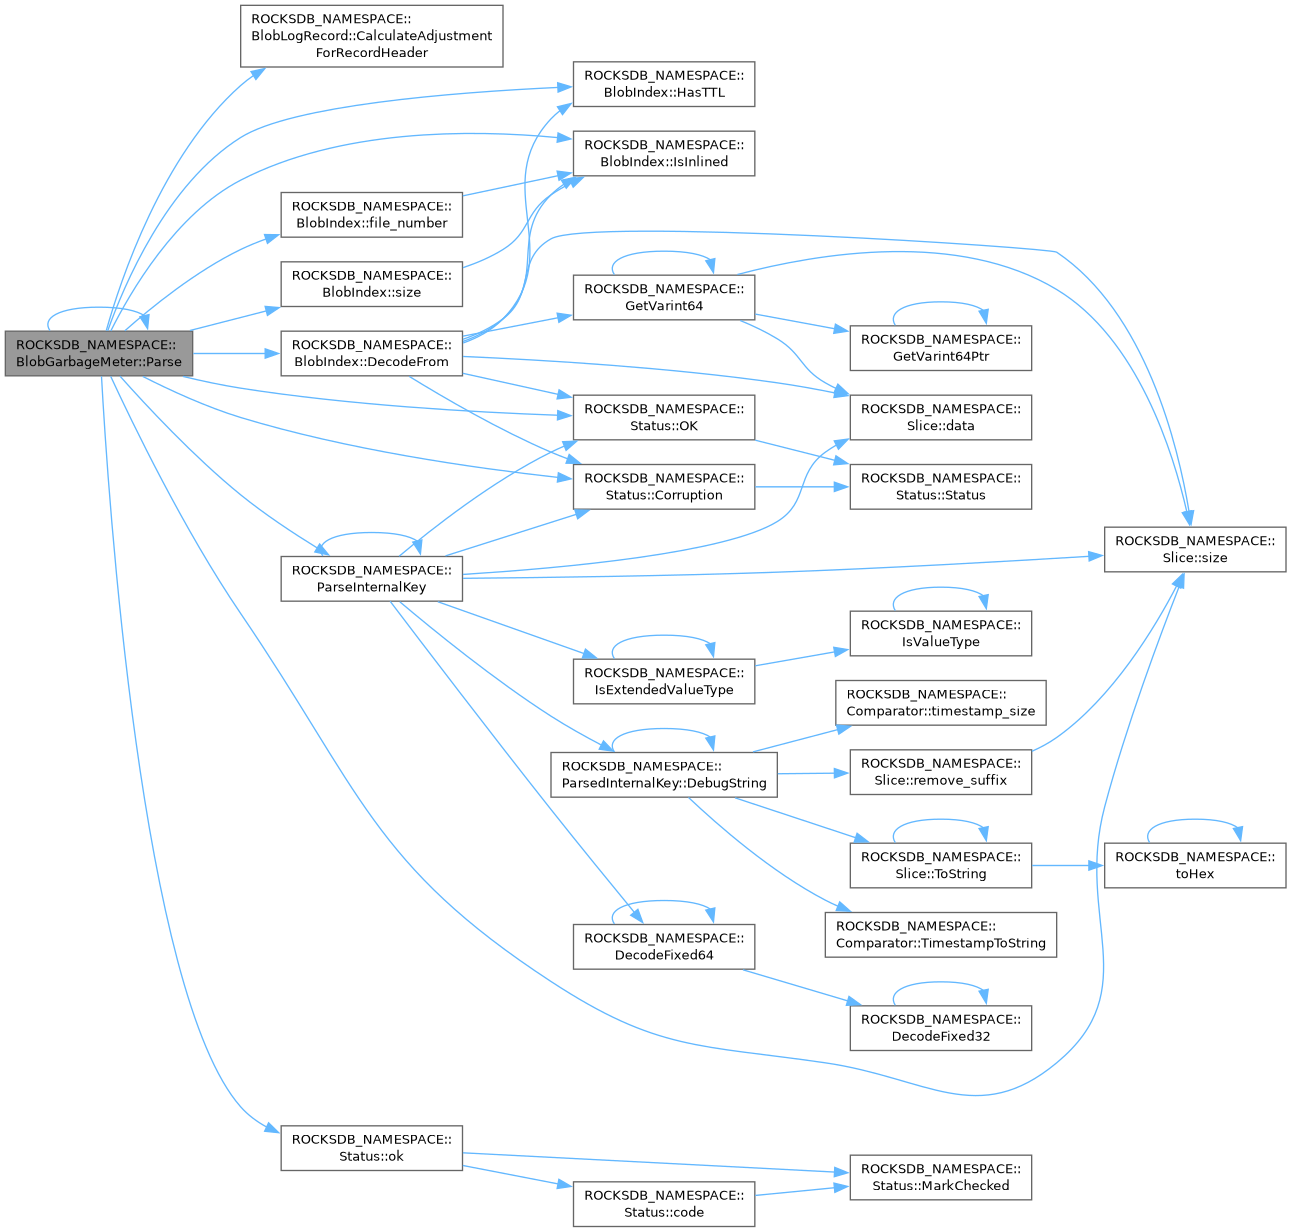 ROCKSDB_NAMESPACE::
BlobGarbageMeter::Parse
ROCKSDB_NAMESPACE::
BlobLogRecord::CalculateAdjustment
ForRecordHeader
ROCKSDB_NAMESPACE::
BlobIndex::HasTTL
ROCKSDB_NAMESPACE::
BlobIndex::IsInlined
ROCKSDB_NAMESPACE::
BlobIndex::file_number
ROCKSDB_NAMESPACE::
BlobIndex::size
ROCKSDB_NAMESPACE::
BlobIndex::DecodeFrom
ROCKSDB_NAMESPACE::
GetVarint64
ROCKSDB_NAMESPACE::
GetVarint64Ptr
ROCKSDB_NAMESPACE::
Status::OK
ROCKSDB_NAMESPACE::
Slice::data
ROCKSDB_NAMESPACE::
Status::Corruption
ROCKSDB_NAMESPACE::
Status::Status
ROCKSDB_NAMESPACE::
Slice::size
ROCKSDB_NAMESPACE::
ParseInternalKey
ROCKSDB_NAMESPACE::
IsValueType
ROCKSDB_NAMESPACE::
IsExtendedValueType
ROCKSDB_NAMESPACE::
Comparator::timestamp_size
ROCKSDB_NAMESPACE::
ParsedInternalKey::DebugString
ROCKSDB_NAMESPACE::
Slice::remove_suffix
ROCKSDB_NAMESPACE::
Slice::ToString
ROCKSDB_NAMESPACE::
toHex
ROCKSDB_NAMESPACE::
Comparator::TimestampToString
ROCKSDB_NAMESPACE::
DecodeFixed64
ROCKSDB_NAMESPACE::
DecodeFixed32
ROCKSDB_NAMESPACE::
Status::ok
ROCKSDB_NAMESPACE::
Status::MarkChecked
ROCKSDB_NAMESPACE::
Status::code